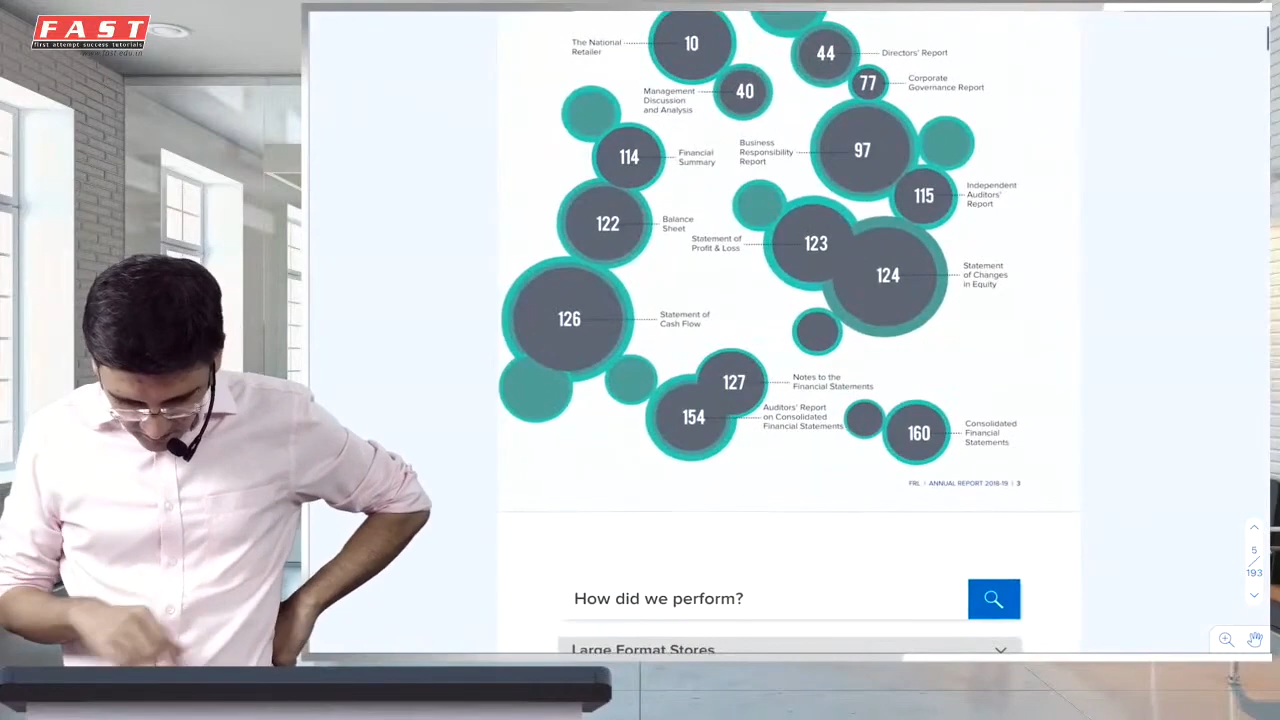 FAST
first attempt success tutorials
www.fast.edu.in
The National
Retailer
10
44
Directors' Report
77
Corporate
Governance Report
Management
Discussion
and Analysis
40
114
Financial
Summary
Business
Responsibility
Report
97
115
Independent
Auditors'
Report
122
Balance
Sheet
Statement of
Profit & Loss
123
124
Statement
of Changes
in Equity
126
Statement of
Cash Flow
127
Notes to the
Financial Statements
154
Auditors' Report
on Consolidated
Financial Statements
160
Consolidated
Financial
Statements
FRL | ANNUAL REPORT 2018-19 | 3
How did we perform?
Large Format Stores
5
193